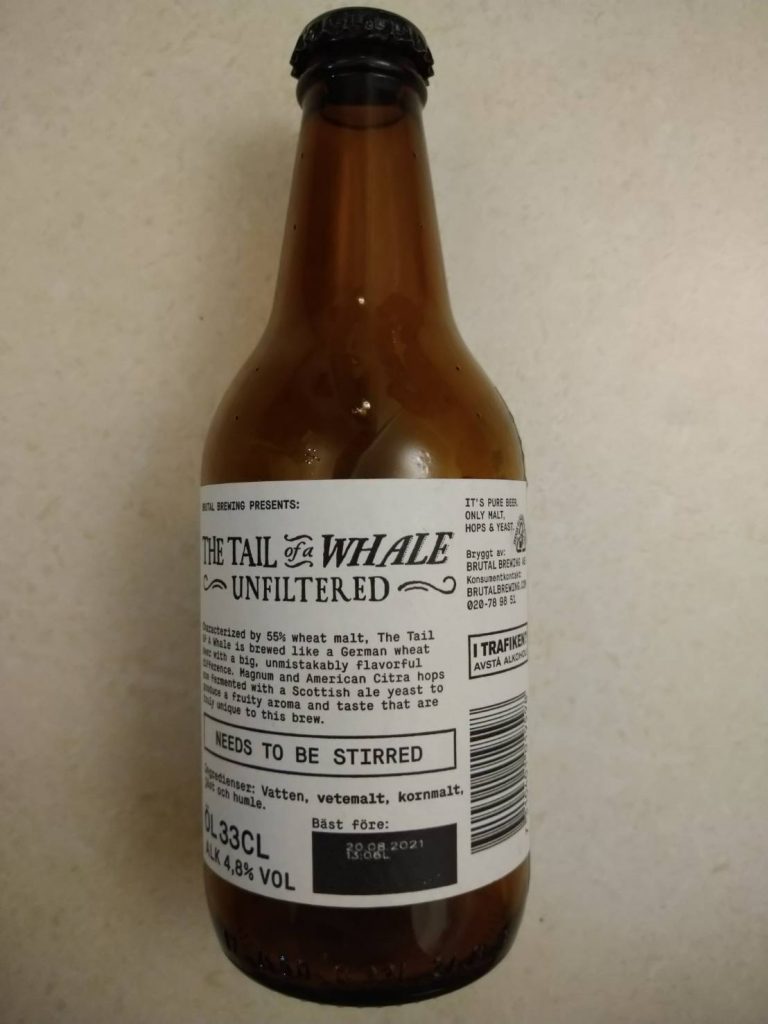 BRUTAL BREWING PRESENTS:
THE TAIL of a WHALE
UNFILTERED
Characterized by 55% wheat malt, The Tail
of a Whale is brewed like a German wheat
beer with a big, unmistakably flavorful
difference. Magnum and American Citra hops
are fermented with a Scottish ale yeast to
produce a fruity aroma and taste that are
truly unique to this brew.
NEEDS TO BE STIRRED
Ingredienser: Vatten, vetemalt, kornmalt,
jäst och humle.
ÖL 33CL
ALK 4,8% VOL
Bäst före:
20.08.2021
13:06L
IT'S PURE BEER.
ONLY MALT,
HOPS & YEAST.
Bryggt av:
BRUTAL BREWING
Konsumentkontakt:
BRUTALBREWING.COM
020-78 98 51
I TRAFIKEN?
AVSTÅ ALKOHOL